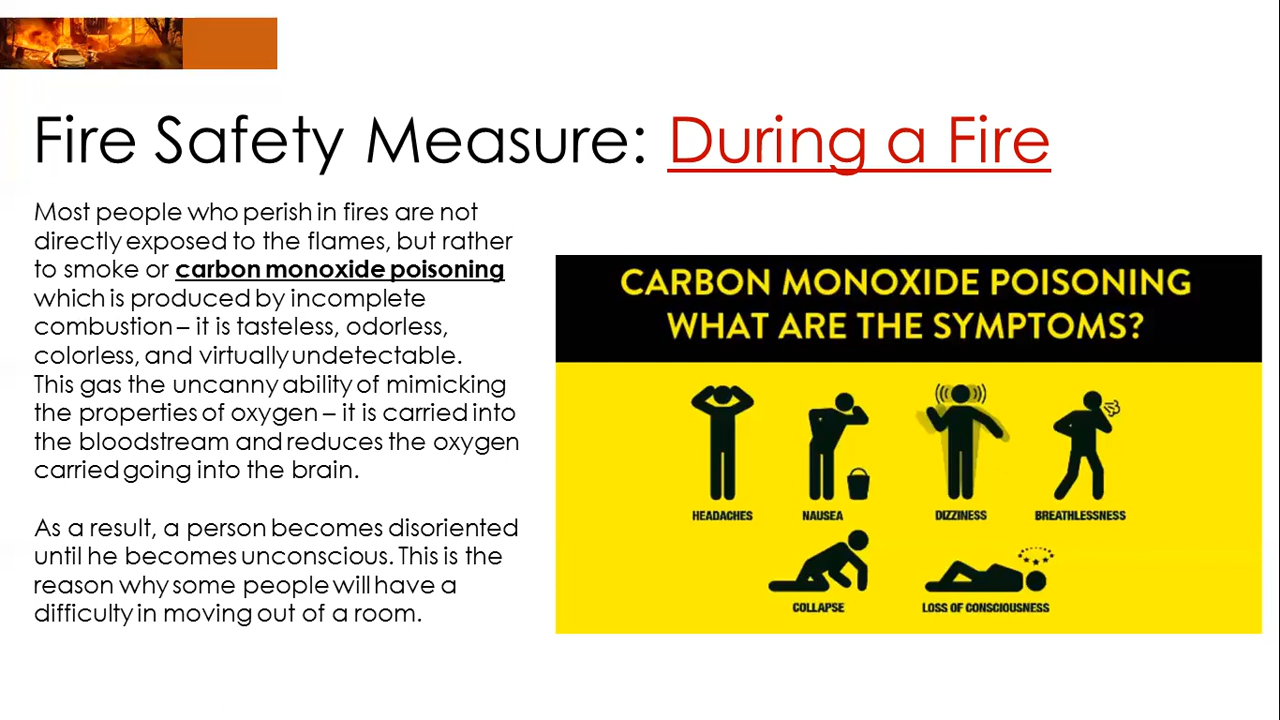 Fire Safety Measure: During a Fire
Most people who perish in fires are not
directly exposed to the flames, but rather
to smoke or carbon monoxide poisoning
which is produced by incomplete
combustion – it is tasteless, odorless,
colorless, and virtually undetectable.
This gas the uncanny ability of mimicking
the properties of oxygen – it is carried into
the bloodstream and reduces the oxygen
carried going into the brain.
As a result, a person becomes disoriented
until he becomes unconscious. This is the
reason why some people will have a
difficulty in moving out of a room.
CARBON MONOXIDE POISONING
WHAT ARE THE SYMPTOMS?
HEADACHES
NAUSEA
DIZZINESS
BREATHLESSNESS
COLLAPSE
LOSS OF CONSCIOUSNESS